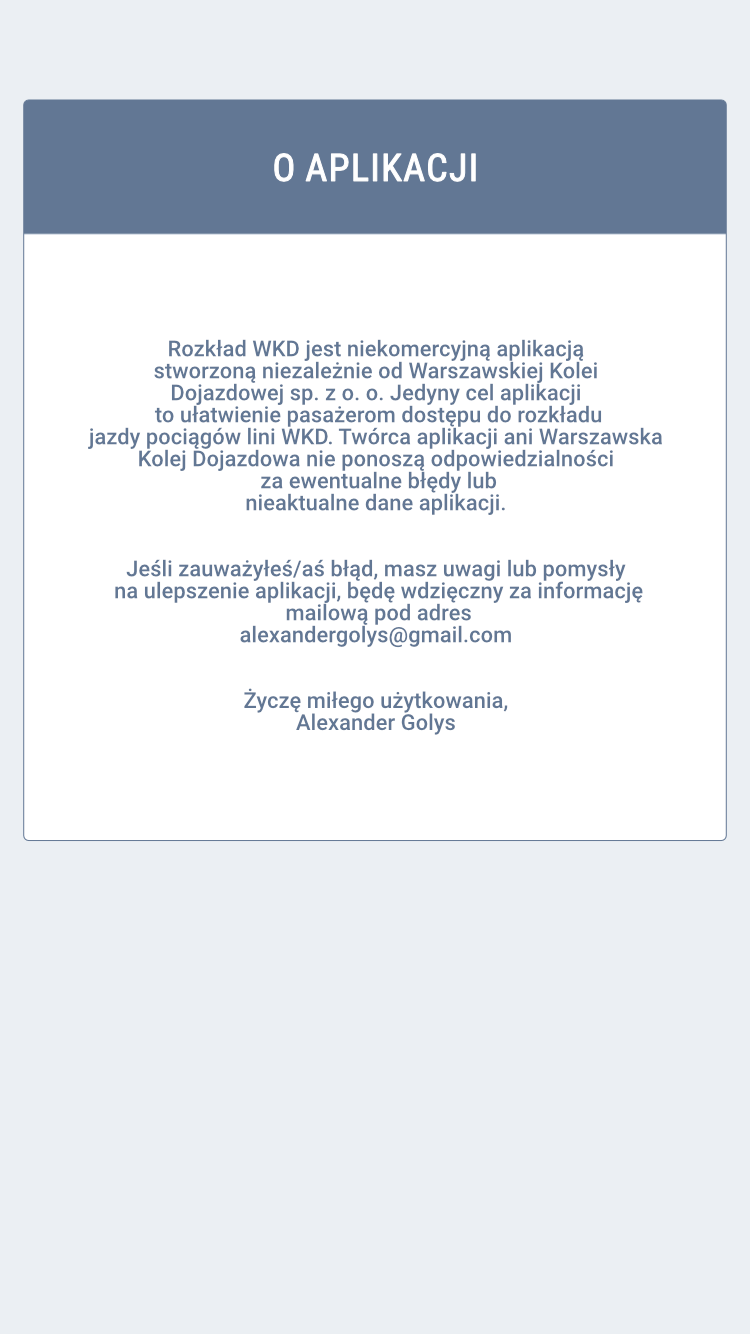 O APLIKACJI
Rozkład WKD jest niekomercyjną aplikacją
stworzoną niezależnie od Warszawskiej Kolei
Dojazdowej sp. z o. o. Jedyny cel aplikacji
to ułatwienie pasażerom dostępu do rozkładu
jazdy pociągów lini WKD. Twórca aplikacji ani Warszawska
Kolej Dojazdowa nie ponoszą odpowiedzialności
za ewentualne błędy lub
nieaktualne dane aplikacji.
Jeśli zauważyłeś/aś błąd, masz uwagi lub pomysły
na ulepszenie aplikacji, będę wdzięczny za informację
mailową pod adres
alexandergolys@gmail.com
Życzę miłego użytkowania,
Alexander Golys